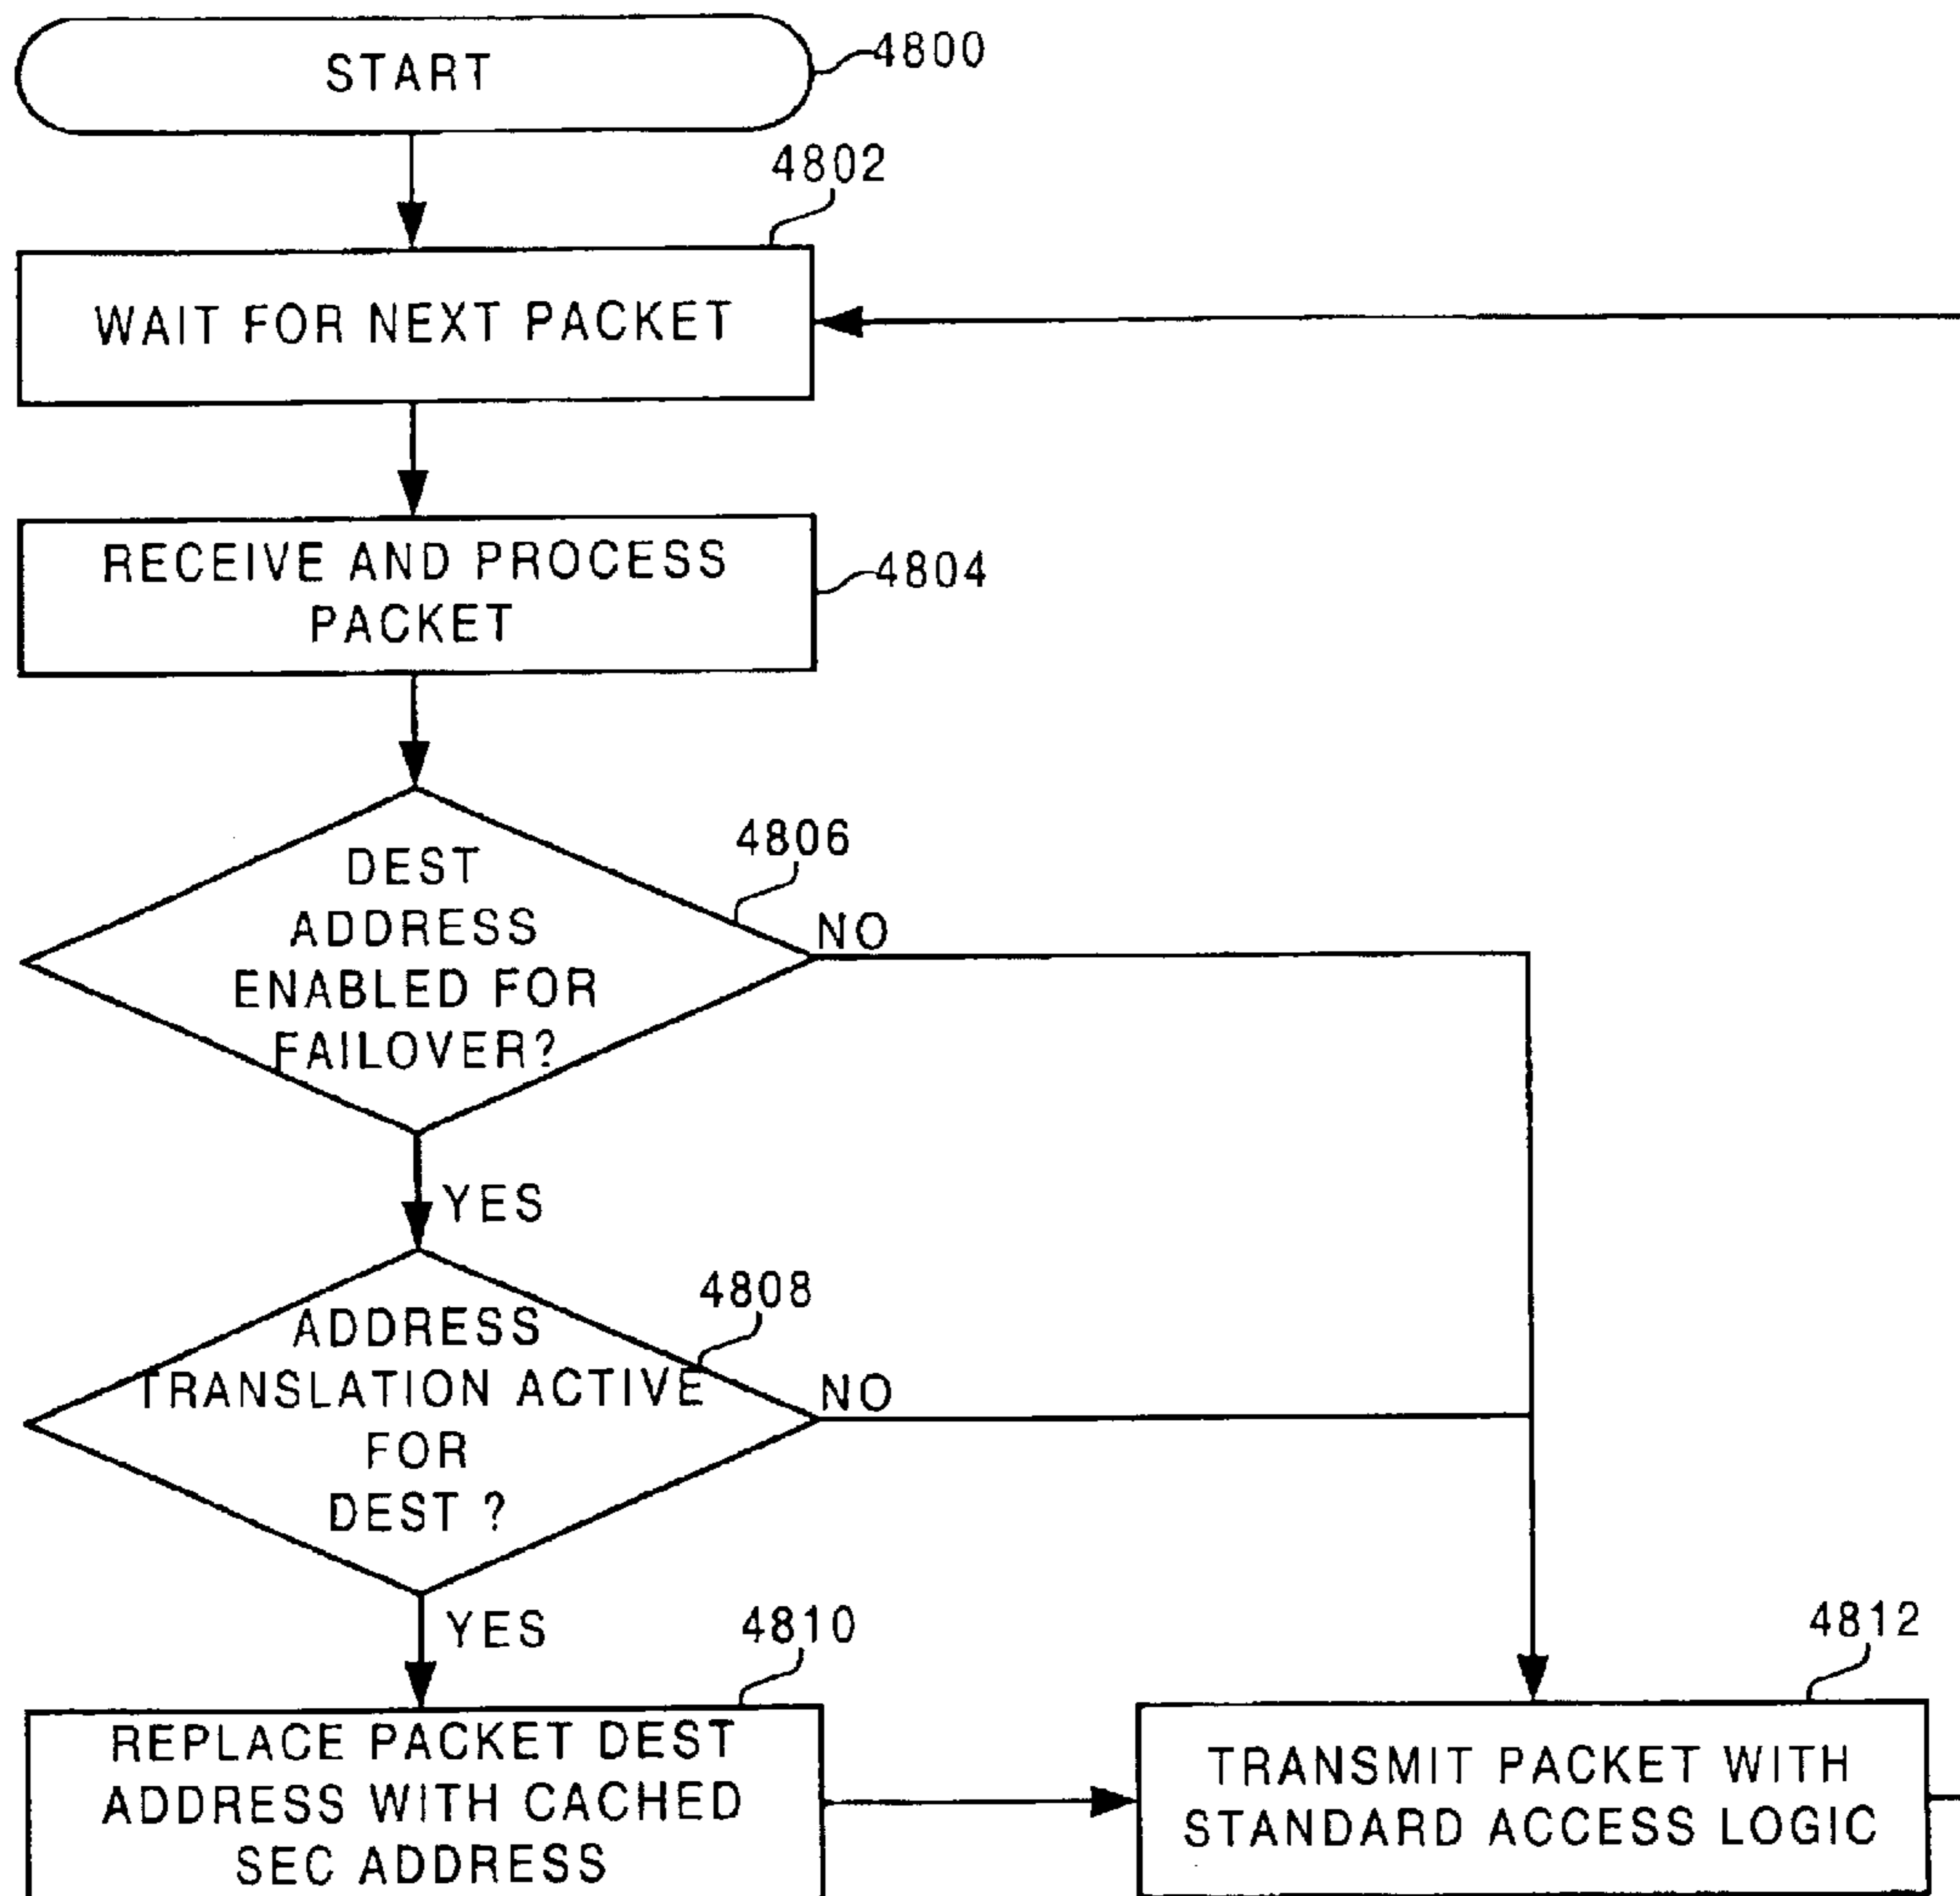 START
4800
4802
WAIT FOR NEXT PACKET
RECEIVE AND PROCESS
PACKET
4804
4806
DEST
ADDRESS
ENABLED FOR
FAILOVER?
NO
YES
4808
ADDRESS
TRANSLATION ACTIVE
FOR
DEST ?
NO
YES
4810
REPLACE PACKET DEST
ADDRESS WITH CACHED
SEC ADDRESS
4812
TRANSMIT PACKET WITH
STANDARD ACCESS LOGIC